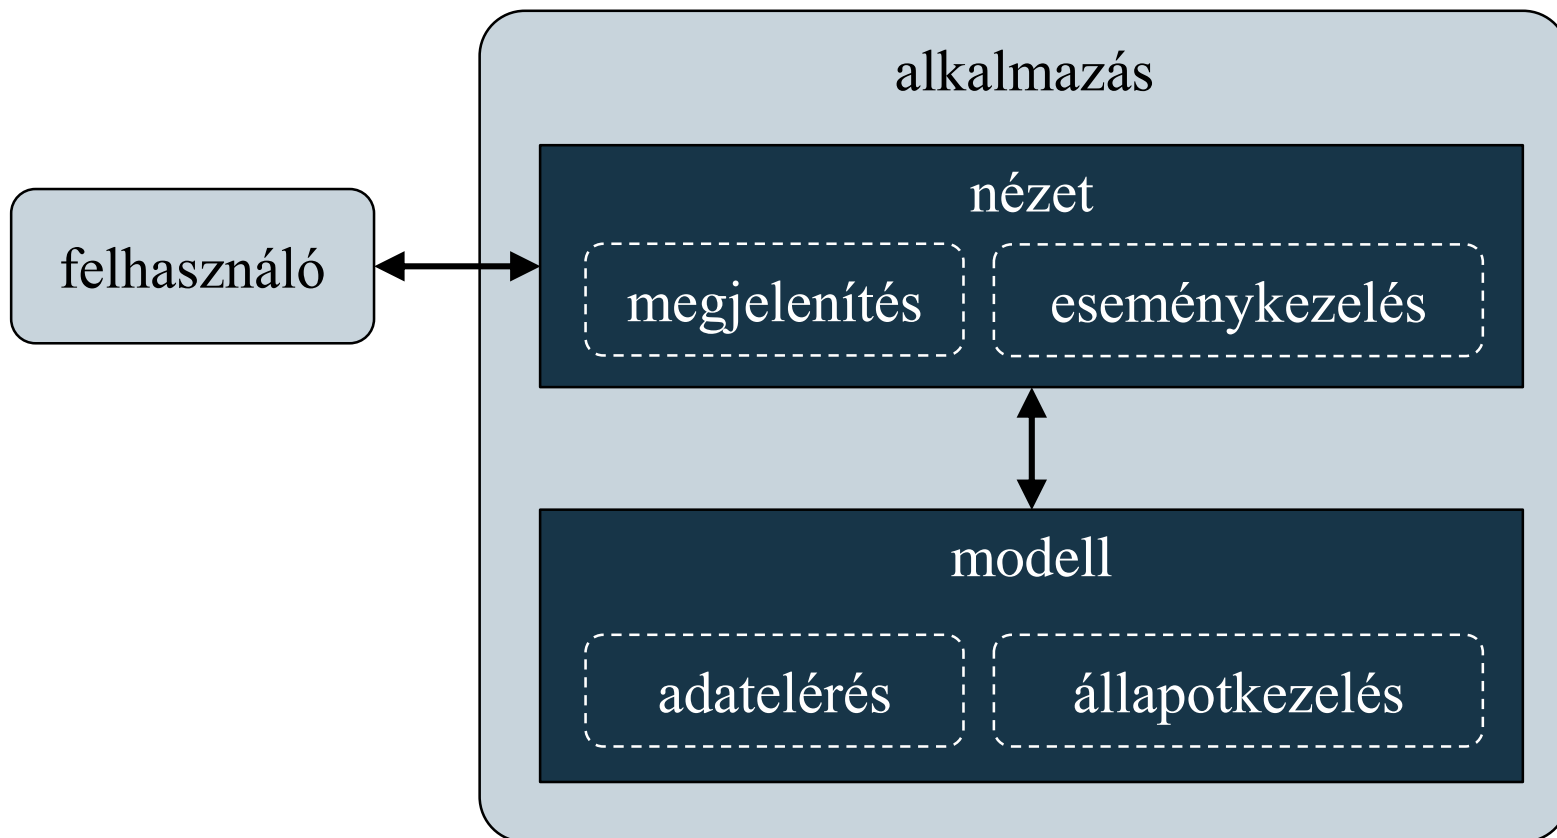 alkalmazás
nézet
felhasználó
megjelenítés
eseménykezelés
modell
adatelérés
állapotkezelés